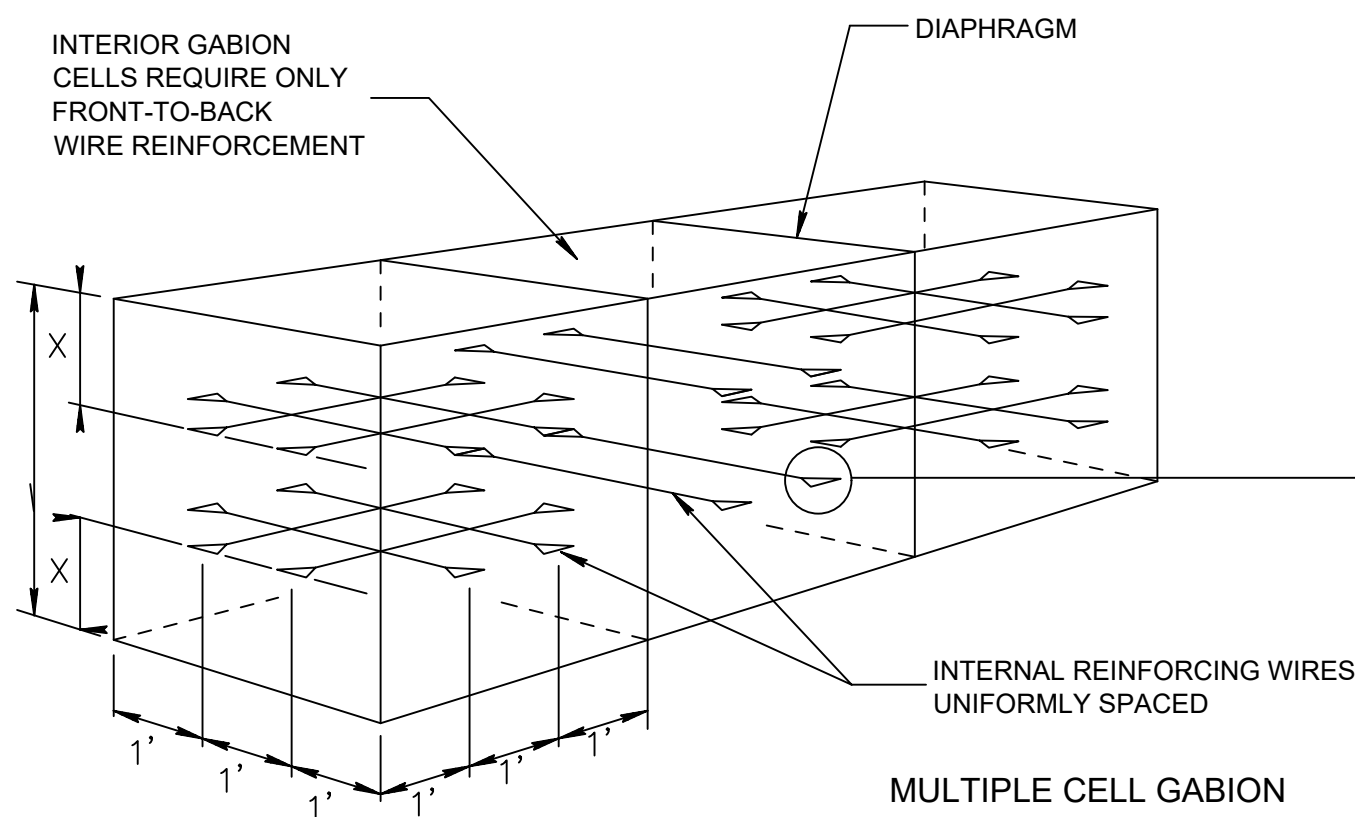 INTERIOR GABION
CELLS REQUIRE ONLY
FRONT-TO-BACK
WIRE REINFORCEMENT
DIAPHRAGM
X
X
INTERNAL REINFORCING WIRES
UNIFORMLY SPACED
1’
1’
1’
1’
1’
1’
MULTIPLE CELL GABION